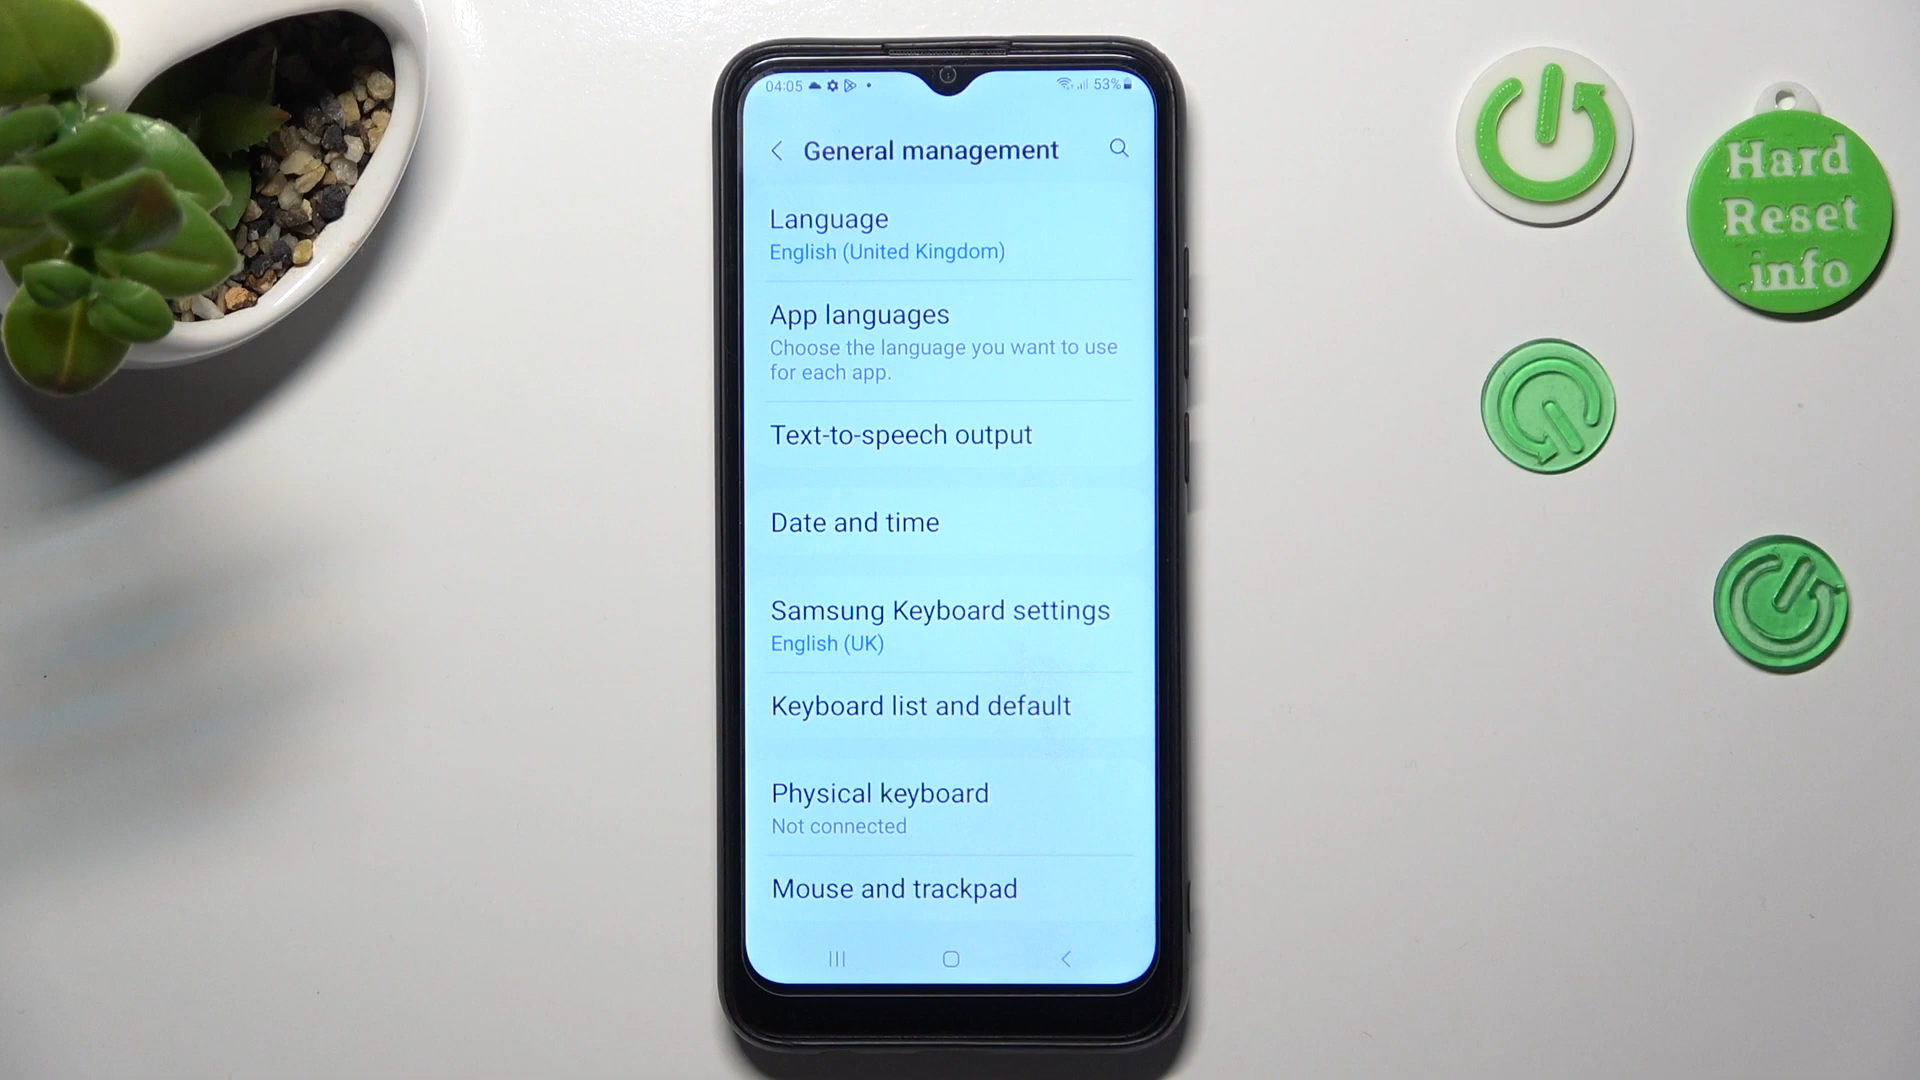 04:05
53%
General management
Language
English (United Kingdom)
App languages
Choose the language you want to use
for each app.
Text-to-speech output
Date and time
Samsung Keyboard settings
English (UK)
Keyboard list and default
Physical keyboard
Not connected
Mouse and trackpad
Hard
Reset
.info